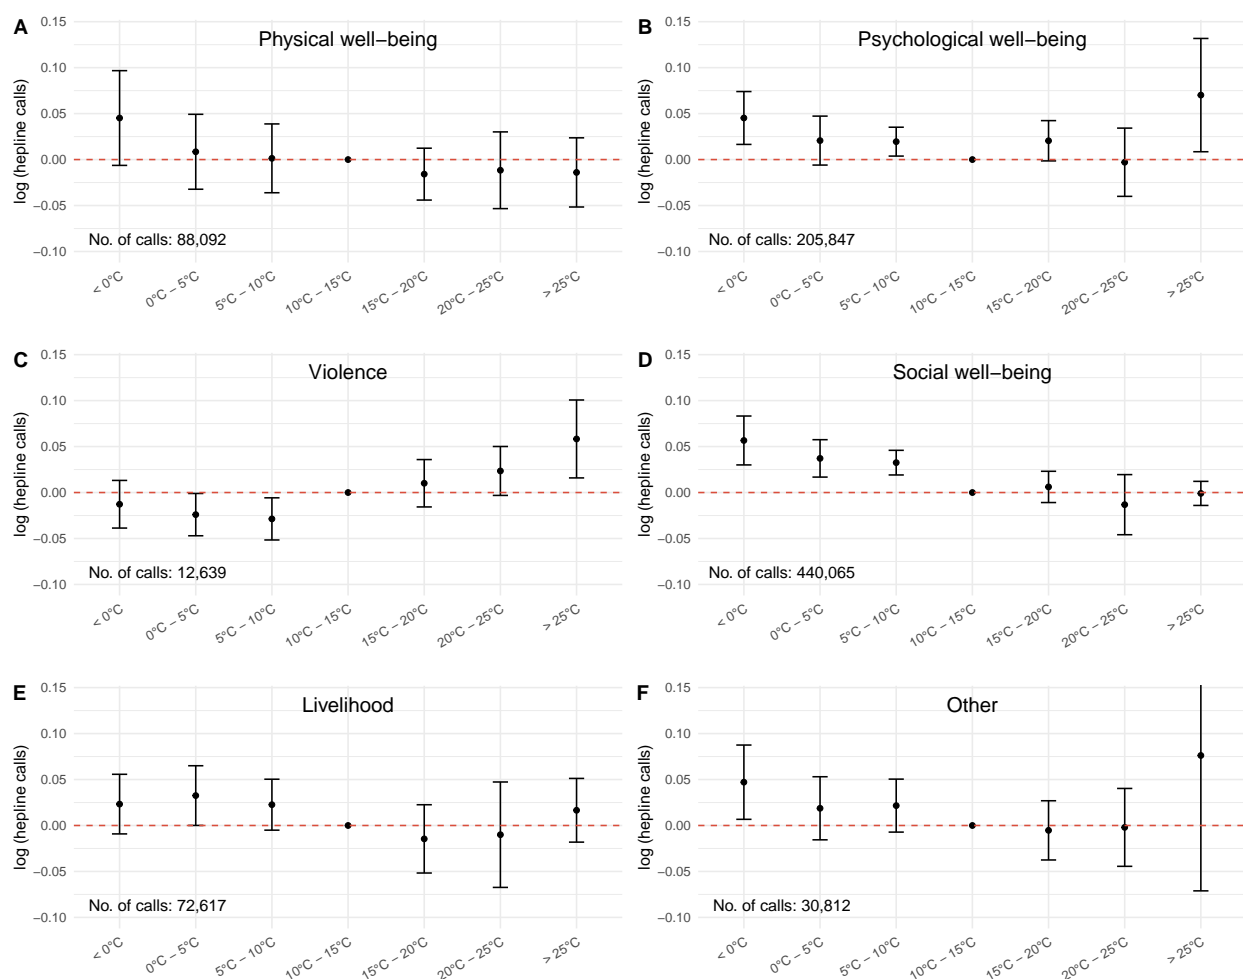 A
Physical well−being
log (hepline calls)
0.15
0.10
0.05
0.00
−0.05
−0.10
No. of calls: 88,092
< 0°C
0°C − 5°C
5°C − 10°C
10°C − 15°C
15°C − 20°C
20°C − 25°C
> 25°C
B
Psychological well−being
log (hepline calls)
0.15
0.10
0.05
0.00
−0.05
−0.10
No. of calls: 205,847
< 0°C
0°C − 5°C
5°C − 10°C
10°C − 15°C
15°C − 20°C
20°C − 25°C
> 25°C
C
Violence
log (hepline calls)
0.15
0.10
0.05
0.00
−0.05
−0.10
No. of calls: 12,639
< 0°C
0°C − 5°C
5°C − 10°C
10°C − 15°C
15°C − 20°C
20°C − 25°C
> 25°C
D
Social well−being
log (hepline calls)
0.15
0.10
0.05
0.00
−0.05
−0.10
No. of calls: 440,065
< 0°C
0°C − 5°C
5°C − 10°C
10°C − 15°C
15°C − 20°C
20°C − 25°C
> 25°C
E
Livelihood
log (hepline calls)
0.15
0.10
0.05
0.00
−0.05
−0.10
No. of calls: 72,617
< 0°C
0°C − 5°C
5°C − 10°C
10°C − 15°C
15°C − 20°C
20°C − 25°C
> 25°C
F
Other
log (hepline calls)
0.15
0.10
0.05
0.00
−0.05
−0.10
No. of calls: 30,812
< 0°C
0°C − 5°C
5°C − 10°C
10°C − 15°C
15°C − 20°C
20°C − 25°C
> 25°C